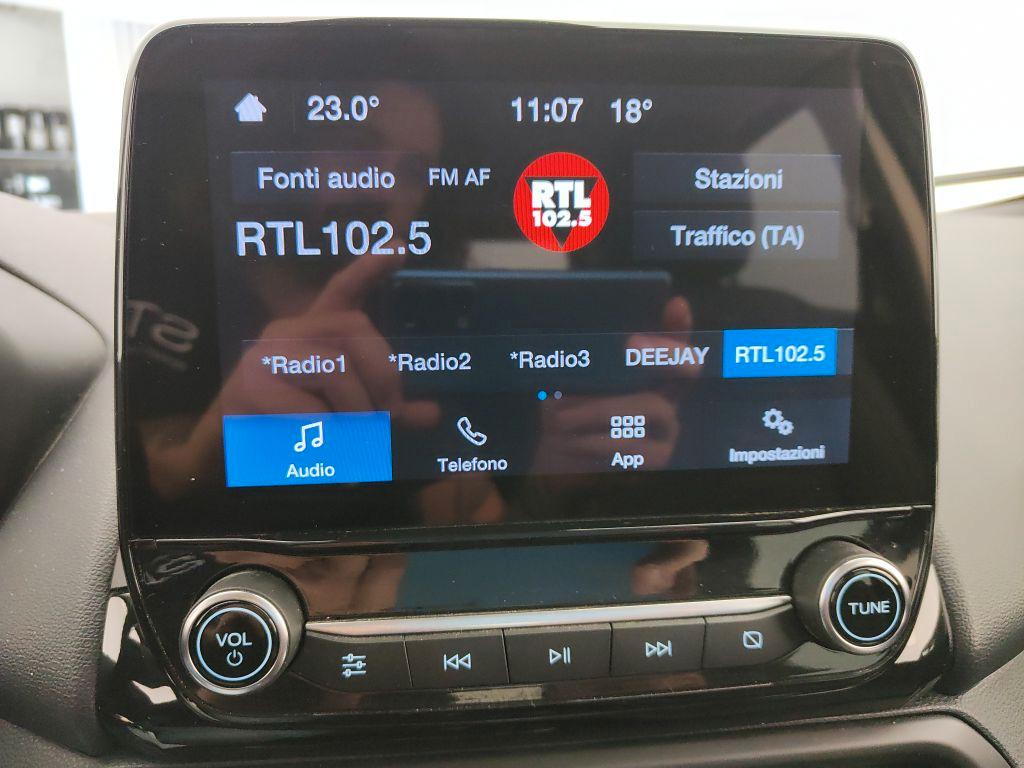 23.0° 11:07 18°
Fonti audio FM AF RTL 102.5 Stazioni
RTL102.5 Traffico (TA)
*Radio1 *Radio2 *Radio3 DEEJAY RTL102.5
Audio Telefono App Impostazioni
VOL TUNE